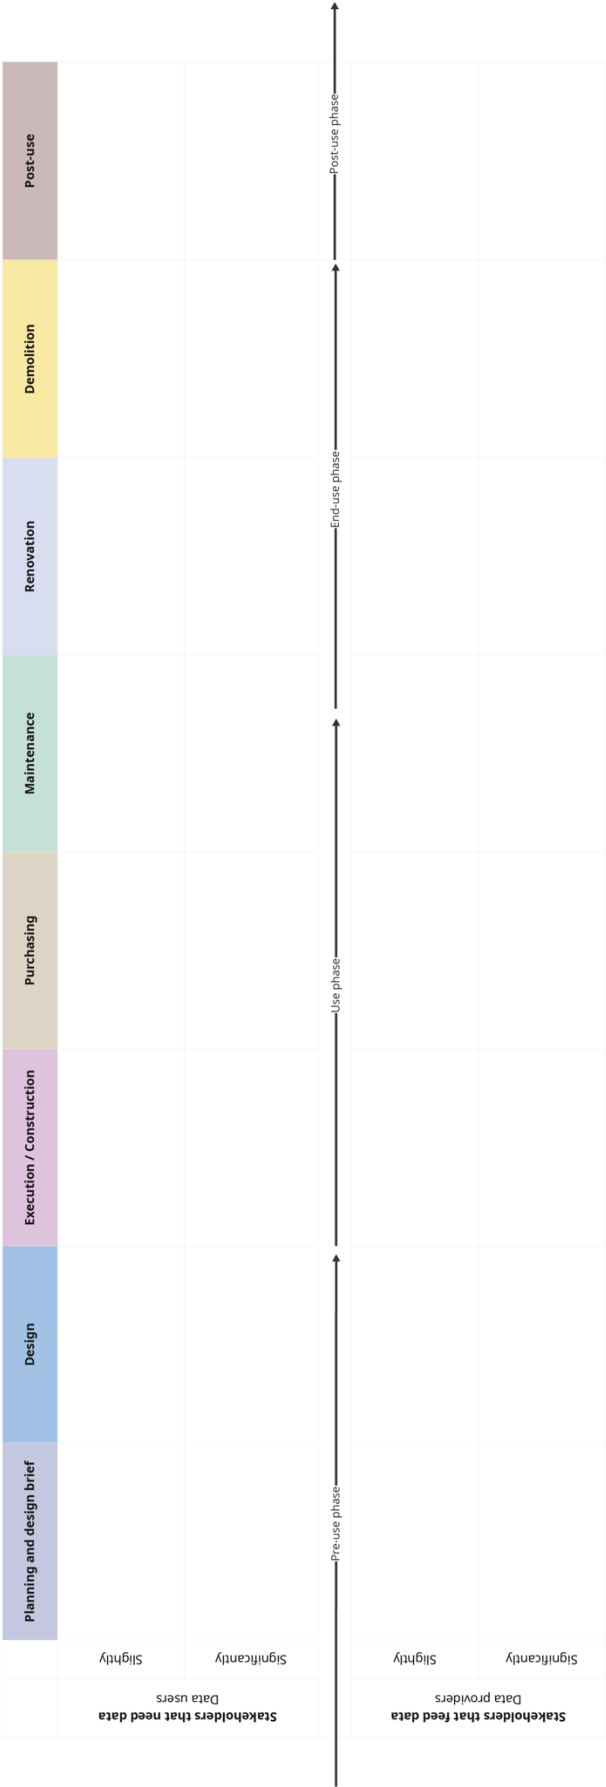 Planning and design brief
Design
Execution / Construction
Purchasing
Maintenance
Renovation
Demolition
Post-use
Stakeholders that need data
Data users
Slightly
Significantly
Pre-use phase
Use phase
End-use phase
Post-use phase
Stakeholders that feed data
Data providers
Slightly
Significantly